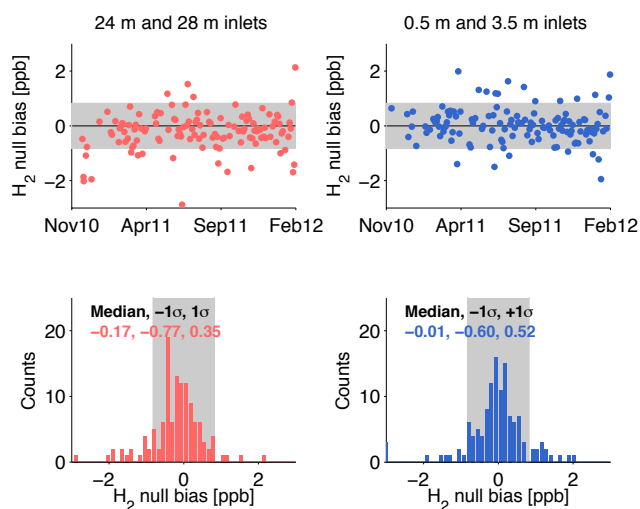 24 m and 28 m inlets
H2 null bias [ppb]
2
0
−2
Nov10 Apr11 Sep11 Feb12
0.5 m and 3.5 m inlets
H2 null bias [ppb]
2
0
−2
Nov10 Apr11 Sep11 Feb12
Median, −1σ, 1σ
−0.17, −0.77, 0.35
Counts
20
10
0
−2 0 2
H2 null bias [ppb]
Median, −1σ, +1σ
−0.01, −0.60, 0.52
Counts
20
10
0
−2 0 2
H2 null bias [ppb]